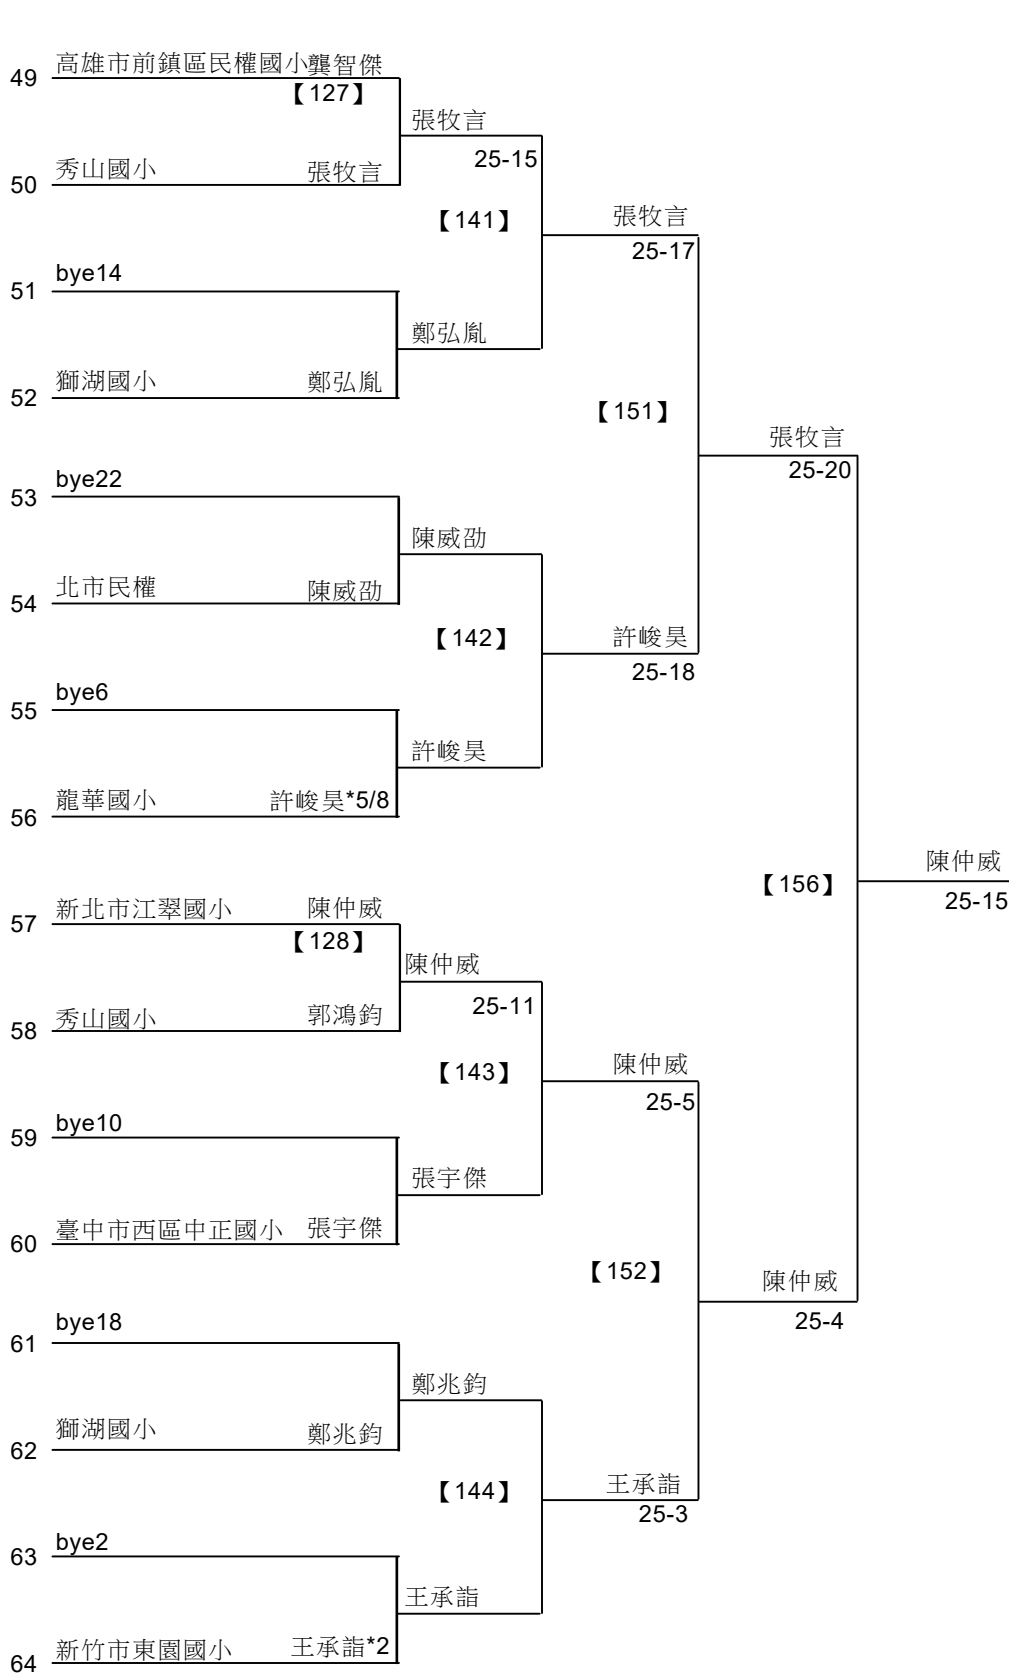 49 高雄市前鎮區民權國小龔智傑
【127】
張牧言
25-15
50 秀山國小 張牧言
【141】
張牧言
25-17
51 bye14
鄭弘胤
52 獅湖國小 鄭弘胤
【151】
張牧言
25-20
53 bye22
陳威劭
54 北市民權 陳威劭
【142】
許峻昊
25-18
55 bye6
許峻昊
56 龍華國小 許峻昊*5/8
【156】
陳仲威
25-15
57 新北市江翠國小 陳仲威
【128】
陳仲威
25-11
58 秀山國小 郭鴻鈞
【143】
陳仲威
25-5
59 bye10
張宇傑
60 臺中市西區中正國小 張宇傑
【152】
陳仲威
25-4
61 bye18
鄭兆鈞
62 獅湖國小 鄭兆鈞
【144】
王承詣
25-3
63 bye2
王承詣
64 新竹市東園國小 王承詣*2